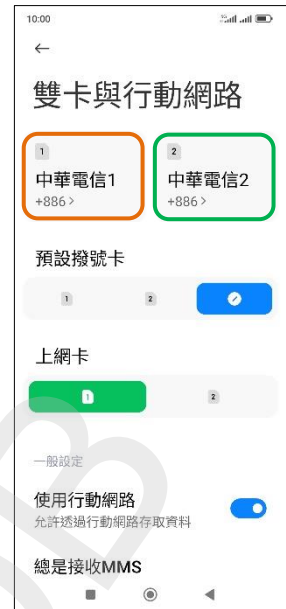 10:00
雙卡與行動網路
1
中華電信1
+886 >
2
中華電信2
+886 >
預設撥號卡
1 2
上網卡
1 2
一般設定
使用行動網路
允許透過行動網路存取資料
總是接收MMS